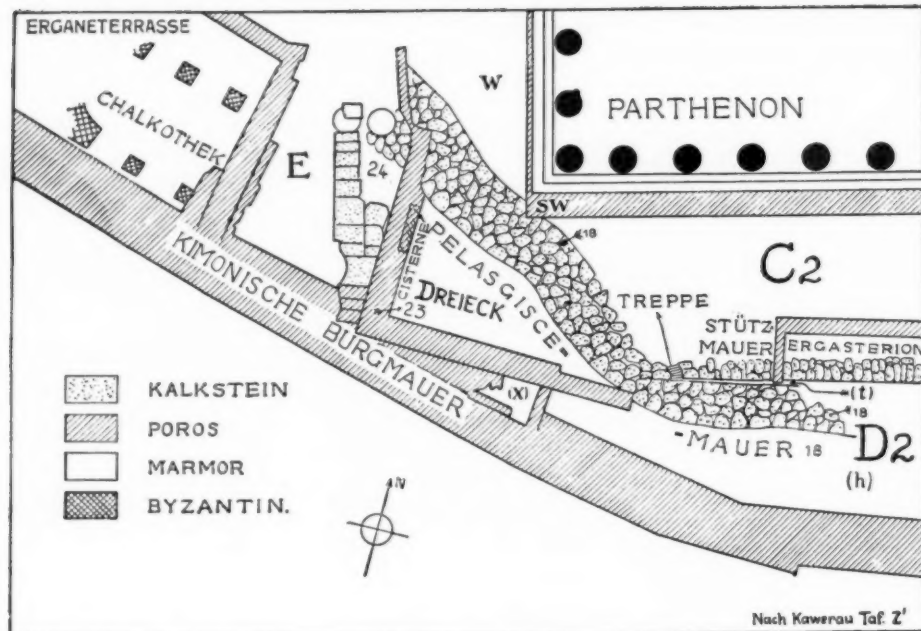 ERGANETERRASSE
CHALKOTHEK
W
PARTHENON
E
24
SW
18
C2
KIMONISCHE BURGMAUER
CISTERNE
23
DREIECK
PELASGISCE-
TREPPE
STÜTZ
MAUER
ERGASTERION
(t)
18
(X)
-MAUER 18
D2
(h)
KALKSTEIN
POROS
MARMOR
BYZANTIN.
N
Nach Kawerau Taf. Z'